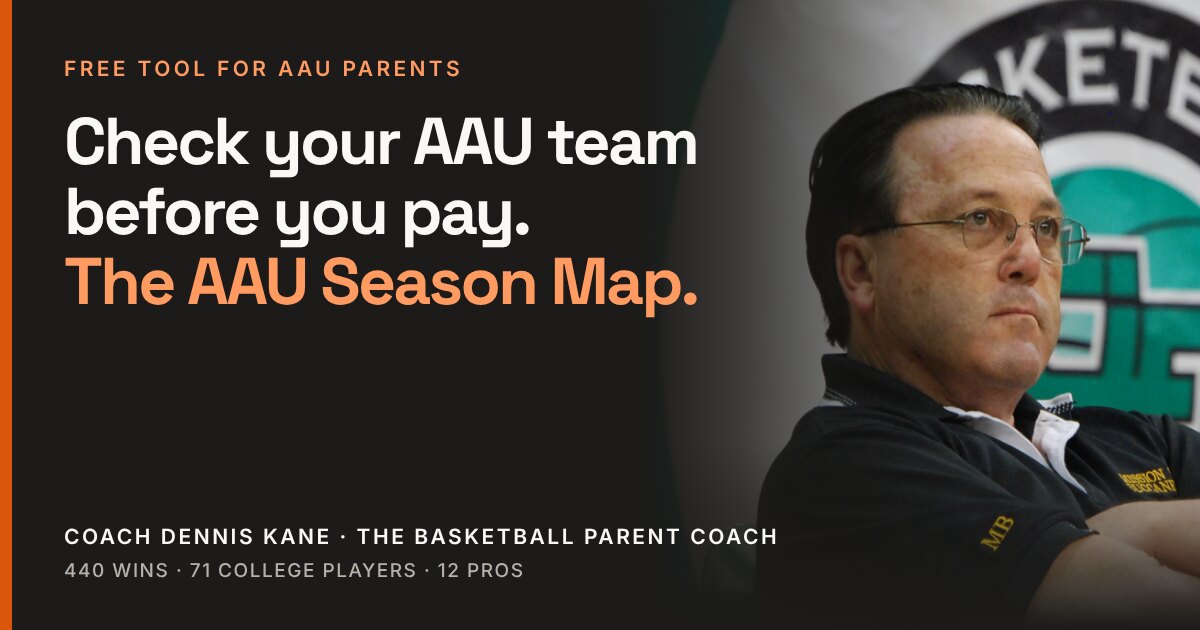 FREE TOOL FOR AAU PARENTS
Check your AAU team
before you pay.
The AAU Season Map.
COACH DENNIS KANE · THE BASKETBALL PARENT COACH
440 WINS · 71 COLLEGE PLAYERS · 12 PROS
MB